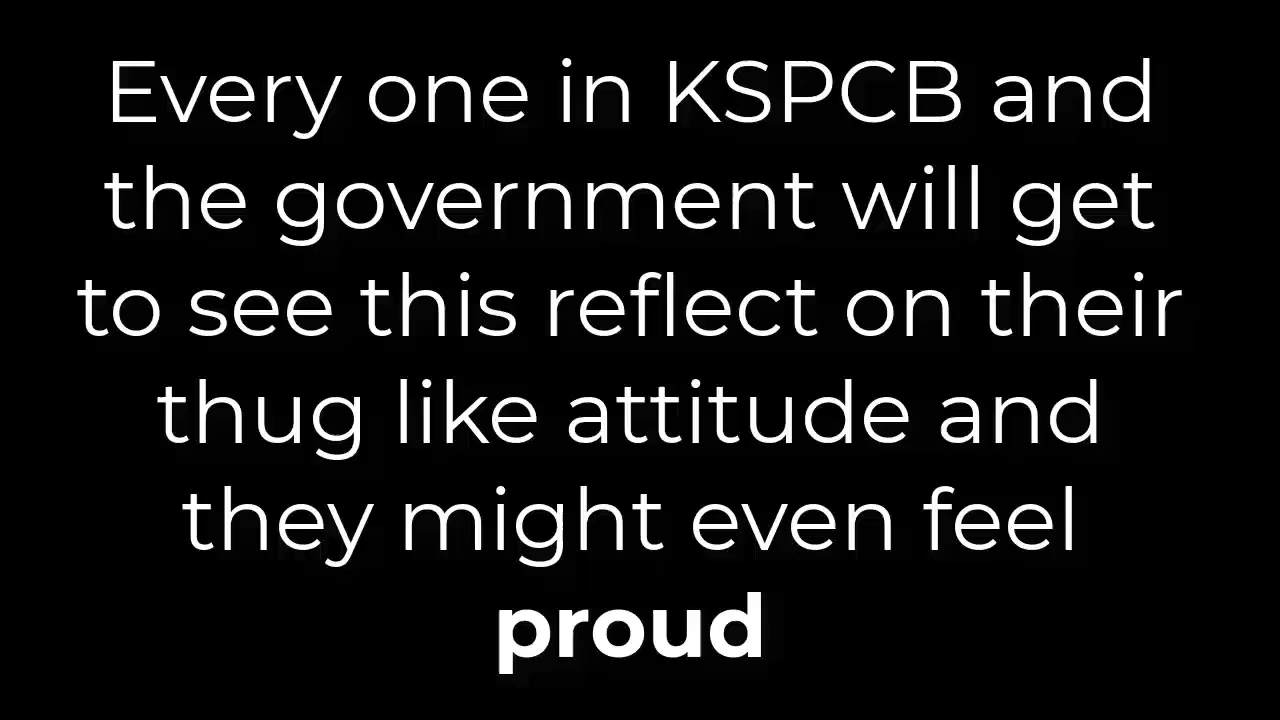 Every one in KSPCB and
the government will get
to see this reflect on their
thug like attitude and
they might even feel
proud